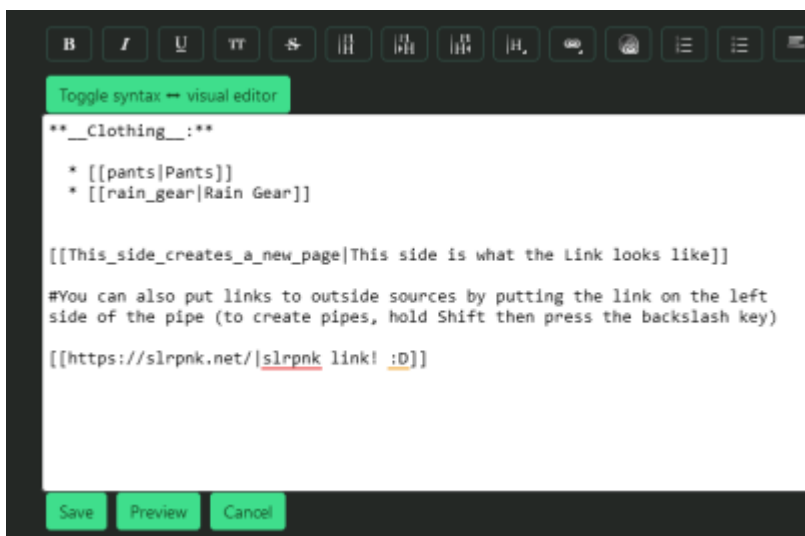 B I U TT S H H H H
Toggle syntax ↔ visual editor
**__Clothing__:**
* [[pants|Pants]]
* [[rain_gear|Rain Gear]]
[[This_side_creates_a_new_page|This side is what the Link looks like]]
#You can also put links to outside sources by putting the link on the left
side of the pipe (to create pipes, hold Shift then press the backslash key)
[[https://slrpnk.net/|slrpnk link! :D]]
Save Preview Cancel